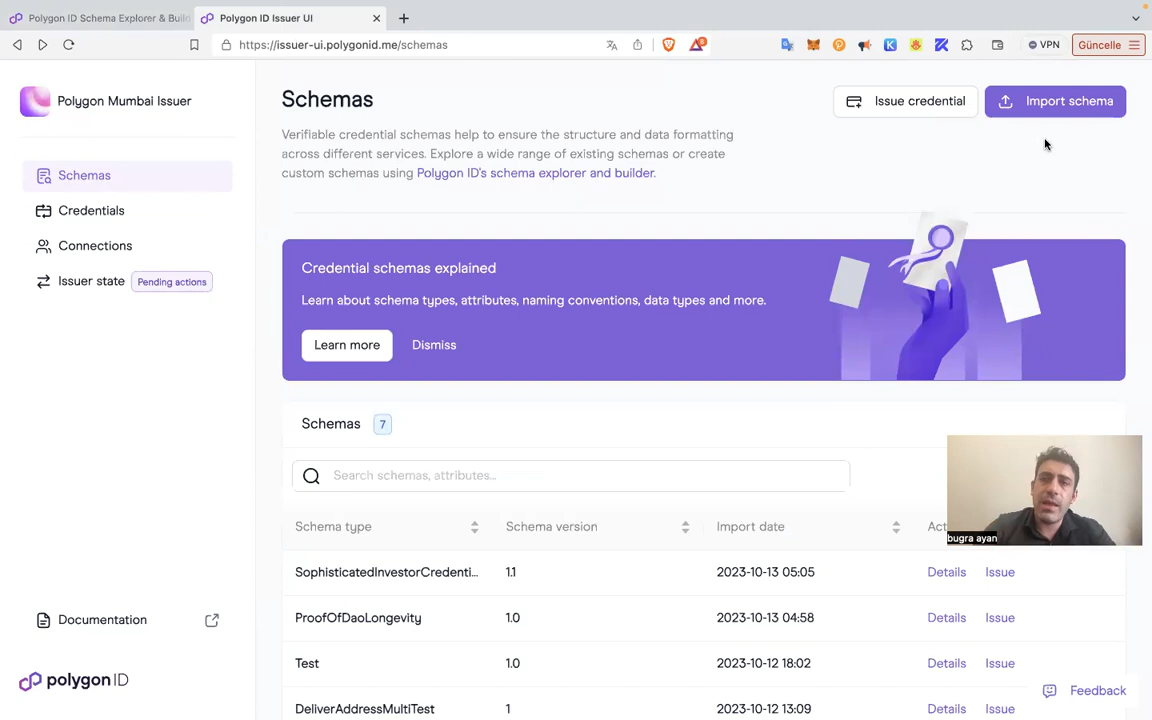 Polygon ID Schema Explorer & Buil
Polygon ID Issuer UI
https://issuer-ui.polygonid.me/schemas
VPN
Güncelle
Polygon Mumbai Issuer
Schemas
Credentials
Connections
Issuer state
Pending actions
Documentation
polygon ID
Schemas
Issue credential
Import schema
Verifiable credential schemas help to ensure the structure and data formatting
across different services. Explore a wide range of existing schemas or create
custom schemas using Polygon ID's schema explorer and builder.
Credential schemas explained
Learn about schema types, attributes, naming conventions, data types and more.
Learn more
Dismiss
Schemas 7
Search schemas, attributes...
Schema type Schema version Import date Act
SophisticatedInvestorCredenti... 1.1 2023-10-13 05:05 Details Issue
ProofOfDaoLongevity 1.0 2023-10-13 04:58 Details Issue
Test 1.0 2023-10-12 18:02 Details Issue
DeliverAddressMultiTest 1 2023-10-12 13:09 Details Issue
bugra ayan
Feedback